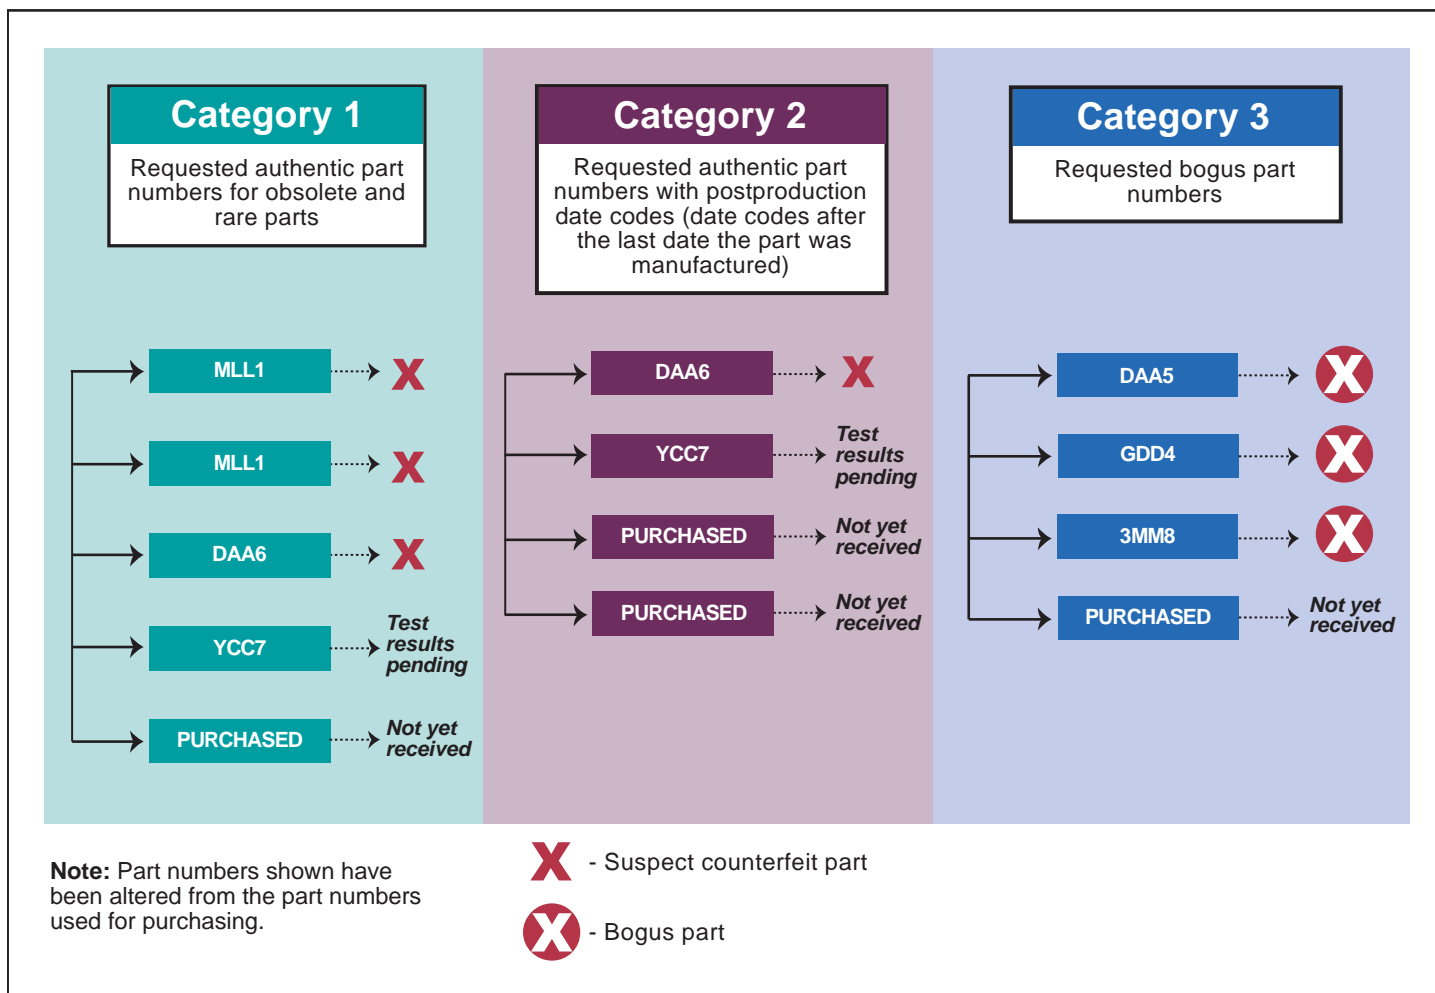 Category 1
Requested authentic part
numbers for obsolete and
rare parts
MLL1
MLL1
DAA6
YCC7
Test
results
pending
PURCHASED
Not yet
received
Category 2
Requested authentic part
numbers with postproduction
date codes (date codes after
the last date the part was
manufactured)
DAA6
YCC7
Test
results
pending
PURCHASED
Not yet
received
PURCHASED
Not yet
received
Category 3
Requested bogus part
numbers
DAA5
GDD4
3MM8
PURCHASED
Not yet
received
Note: Part numbers shown have
been altered from the part numbers
used for purchasing.
X - Suspect counterfeit part
X - Bogus part